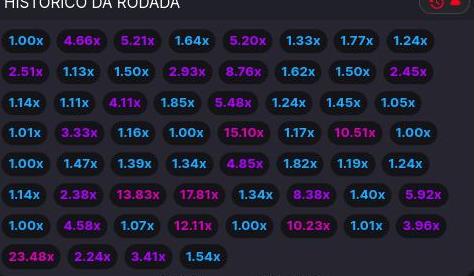 HISTÓRICO DA RODADA
1.00x 4.66x 5.21x 1.64x 5.20x 1.33x 1.77x 1.24x
2.51x 1.13x 1.50x 2.93x 8.76x 1.62x 1.50x 2.45x
1.14x 1.11x 4.11x 1.85x 5.48x 1.24x 1.45x 1.05x
1.01x 3.33x 1.16x 1.00x 15.10x 1.17x 10.51x 1.00x
1.00x 1.47x 1.39x 1.34x 4.85x 1.82x 1.19x 1.24x
1.14x 2.38x 13.83x 17.81x 1.34x 8.38x 1.40x 5.92x
1.00x 4.58x 1.07x 12.11x 1.00x 10.23x 1.01x 3.96x
23.48x 2.24x 3.41x 1.54x